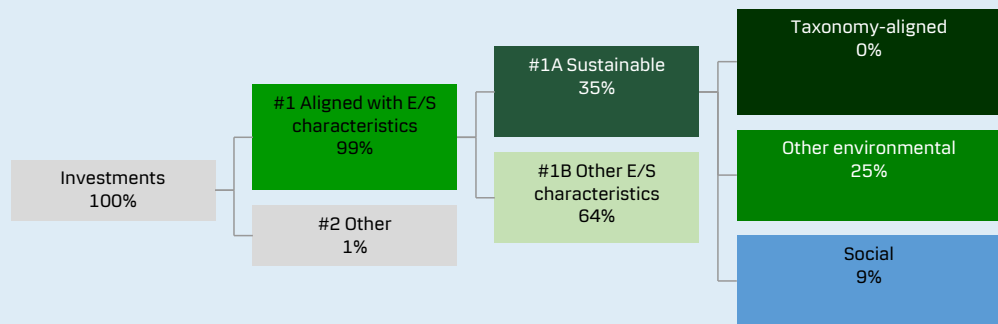 Investments
100%
#1 Aligned with E/S
characteristics
99%
#2 Other
1%
#1A Sustainable
35%
#1B Other E/S
characteristics
64%
Taxonomy-aligned
0%
Other environmental
25%
Social
9%